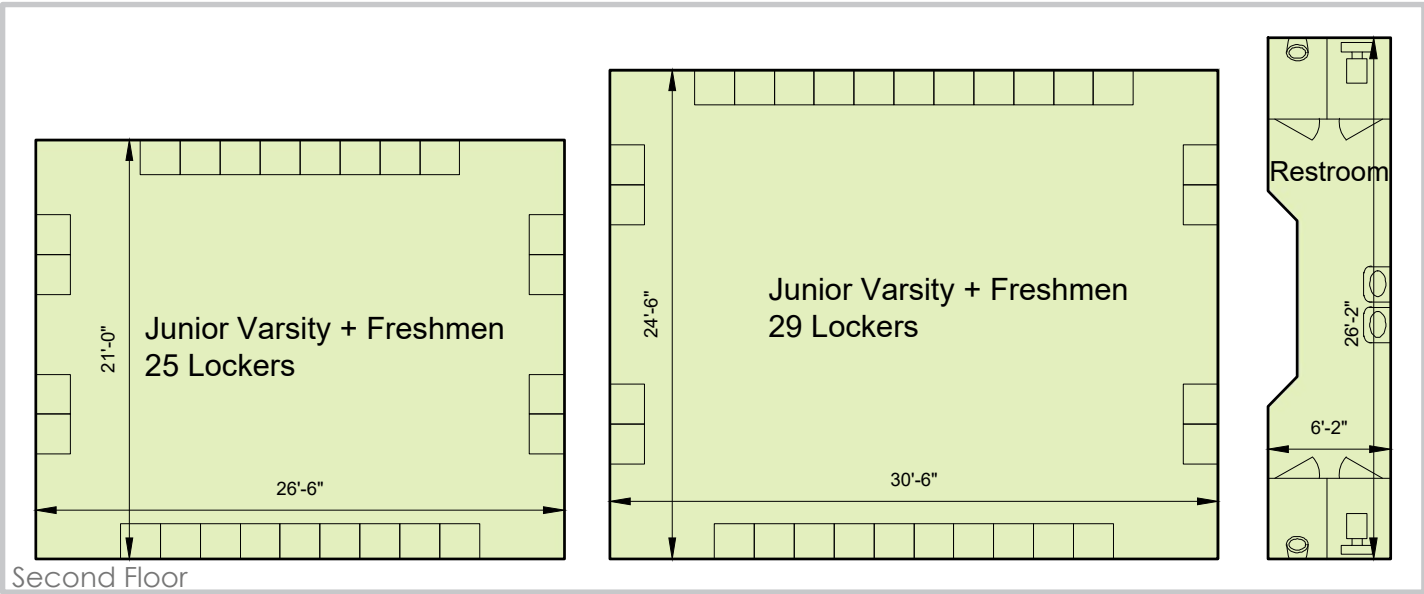 Junior Varsity + Freshmen
25 Lockers
21'-0"
26'-6"
Junior Varsity + Freshmen
29 Lockers
24'-6"
30'-6"
Restroom
26'-2"
6'-2"
Second Floor